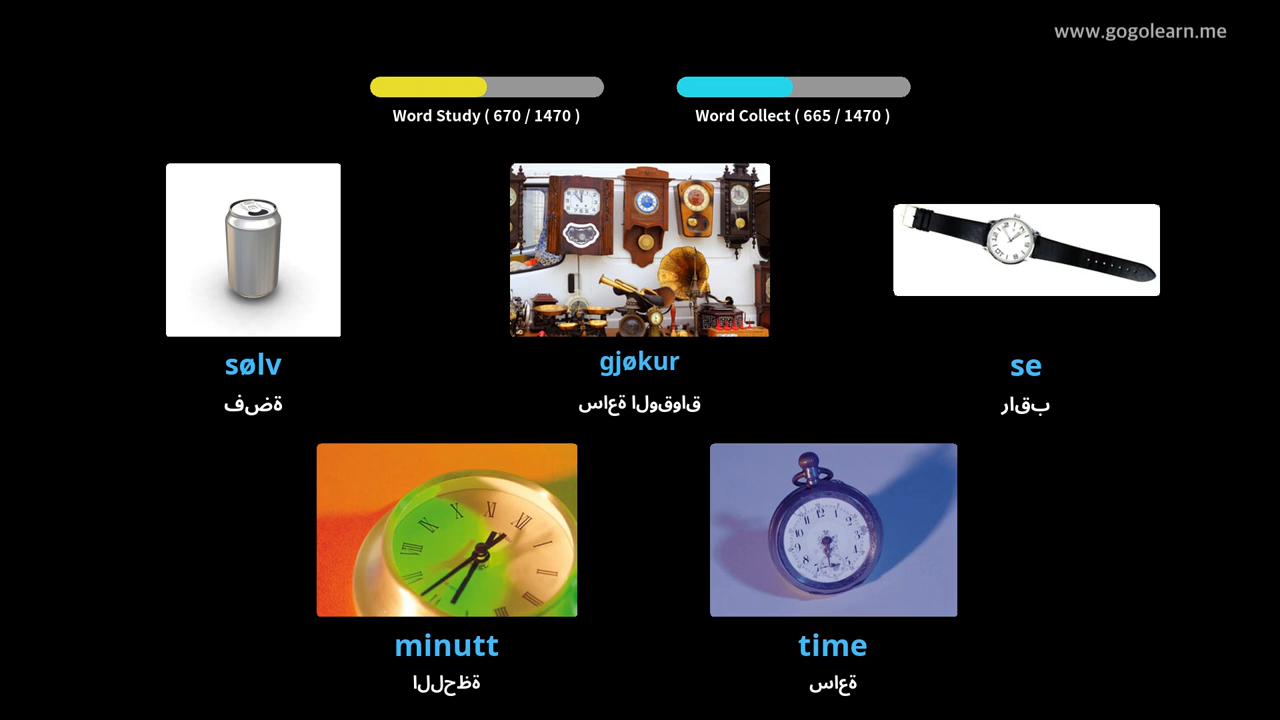 www.gogolearn.me
Word Study ( 670 / 1470 )
Word Collect ( 665 / 1470 )
sølv
فضة
gjøkur
ساعة الوقواق
se
راقب
minutt
اللحظة
time
ساعة